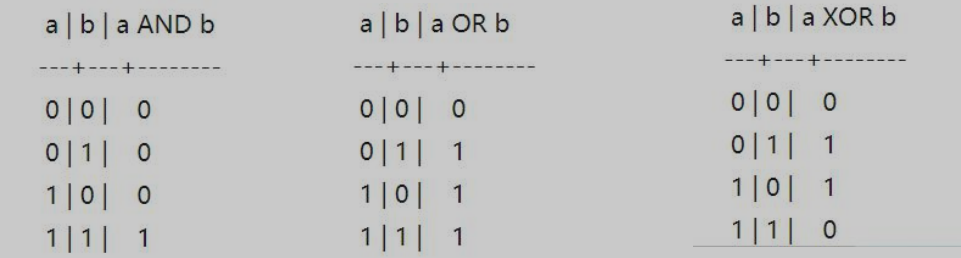 a | b | a AND b
---+---+--------
0 | 0 | 0
0 | 1 | 0
1 | 0 | 0
1 | 1 | 1
a | b | a OR b
---+---+--------
0 | 0 | 0
0 | 1 | 1
1 | 0 | 1
1 | 1 | 1
a | b | a XOR b
---+---+--------
0 | 0 | 0
0 | 1 | 1
1 | 0 | 1
1 | 1 | 0